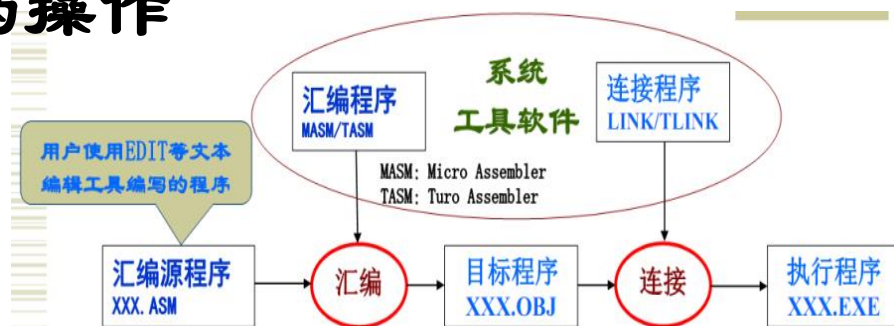 的操作
系统
工具软件
汇编程序
MASM/TASM
连接程序
LINK/TLINK
MASM: Micro Assembler
TASM: Turo Assembler
用户使用EDIT等文本
编辑工具编写的程序
汇编源程序
XXX. ASM
汇编
目标程序
XXX.OBJ
连接
执行程序
XXX.EXE